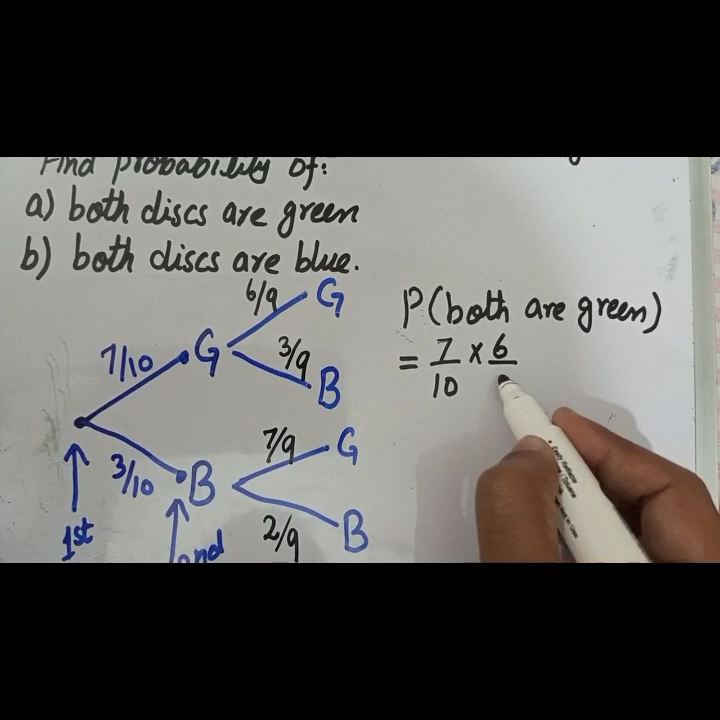 Find probability of:
a) both discs are green
b) both discs are blue.
6/9 G
7/10 G 3/9
B
P(both are green)
= 7/10 × 6
7/9 G
3/10 B
2/9 B
1st
2nd